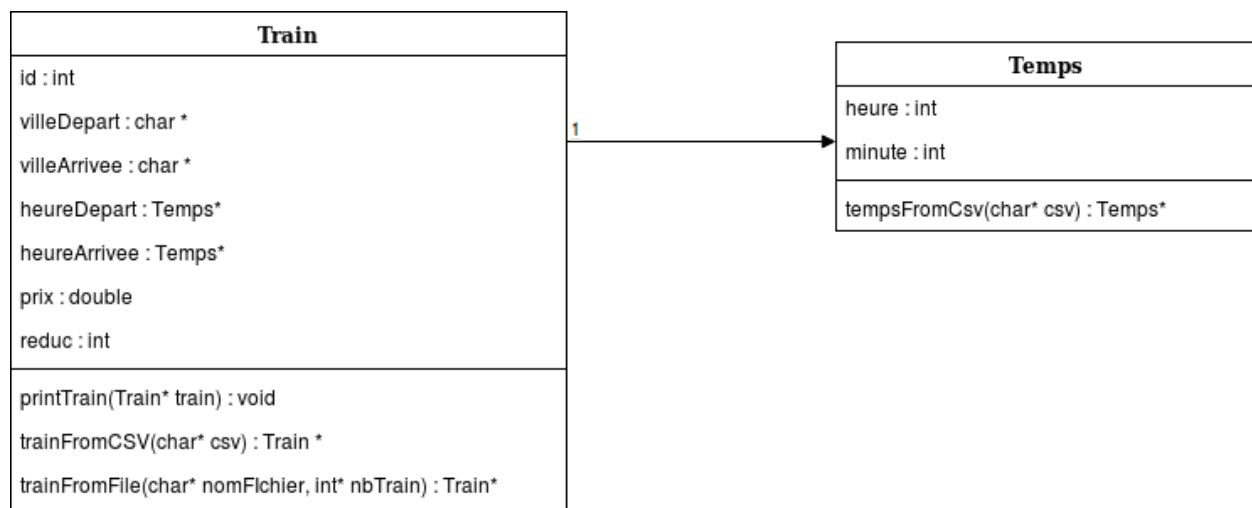 Train
id : int
villeDepart : char *
villeArrivee : char *
heureDepart : Temps*
heureArrivee : Temps*
prix : double
reduc : int
printTrain(Train* train) : void
trainFromCSV(char* csv) : Train *
trainFromFile(char* nomFIchier, int* nbTrain) : Train*
1
Temps
heure : int
minute : int
tempsFromCsv(char* csv) : Temps*